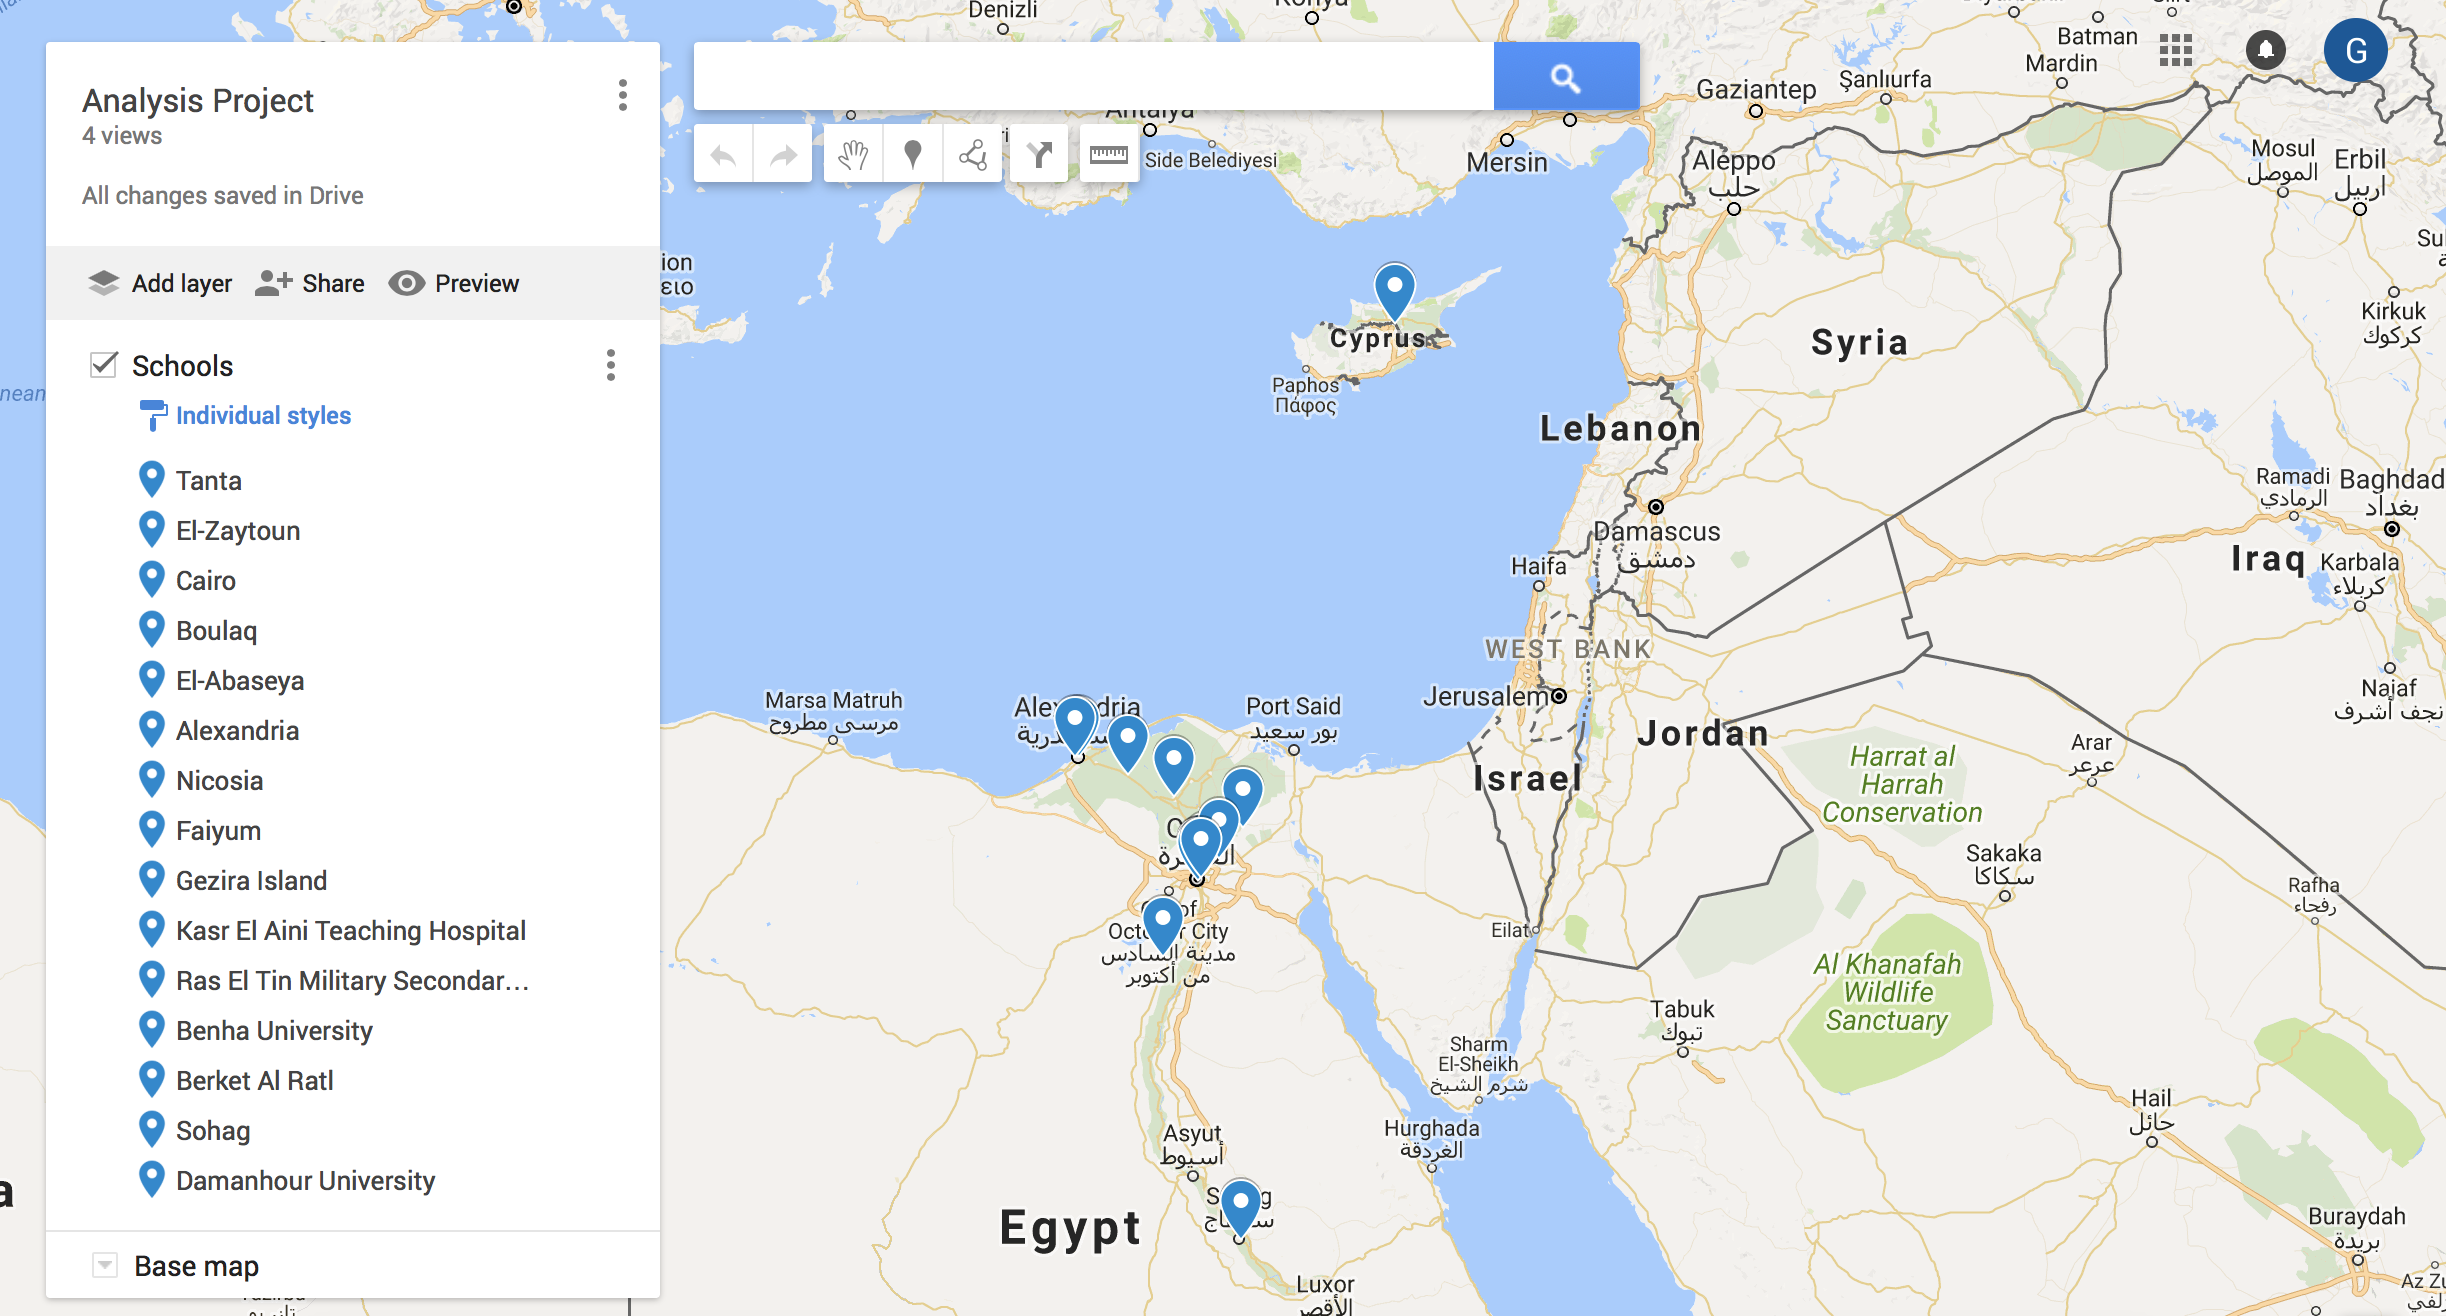 Analysis Project
4 views
All changes saved in Drive
Add layer
Share
Preview
Schools
Individual styles
Tanta
El-Zaytoun
Cairo
Boulaq
El-Abaseya
Alexandria
Nicosia
Faiyum
Gezira Island
Kasr El Aini Teaching Hospital
Ras El Tin Military Secondar…
Benha University
Berket Al Ratl
Sohag
Damanhour University
Base map
G
Denizli
Batman
Mardin
Gaziantep
Şanlıurfa
Antalya
Side Belediyesi
Mersin
Aleppo
حلب
Mosul
الموصل
Erbil
اربيل
Kirkuk
كركوك
Cyprus
Paphos
Πάφος
Syria
Lebanon
Damascus
دمشق
Ramadi
الرمادي
Baghdad
بغداد
Iraq
Karbala
كربلاء
Haifa
WEST BANK
Jerusalem
Najaf
نجف أشرف
Marsa Matruh
مرسى مطروح
Port Said
بور سعيد
Israel
Jordan
Harrat al
Harrah
Conservation
Arar
عرعر
Sakaka
سكاكا
Rafha
رفحاء
Eilat
City
مدينة السادس
من أكتوبر
Al Khanafah
Wildlife
Sanctuary
Tabuk
تبوك
Sharm
El-Sheikh
شرم الشيخ
Hurghada
الغردقة
Hail
حائل
Asyut
أسيوط
Egypt
Buraydah
بريدة
Luxor
الأقصر